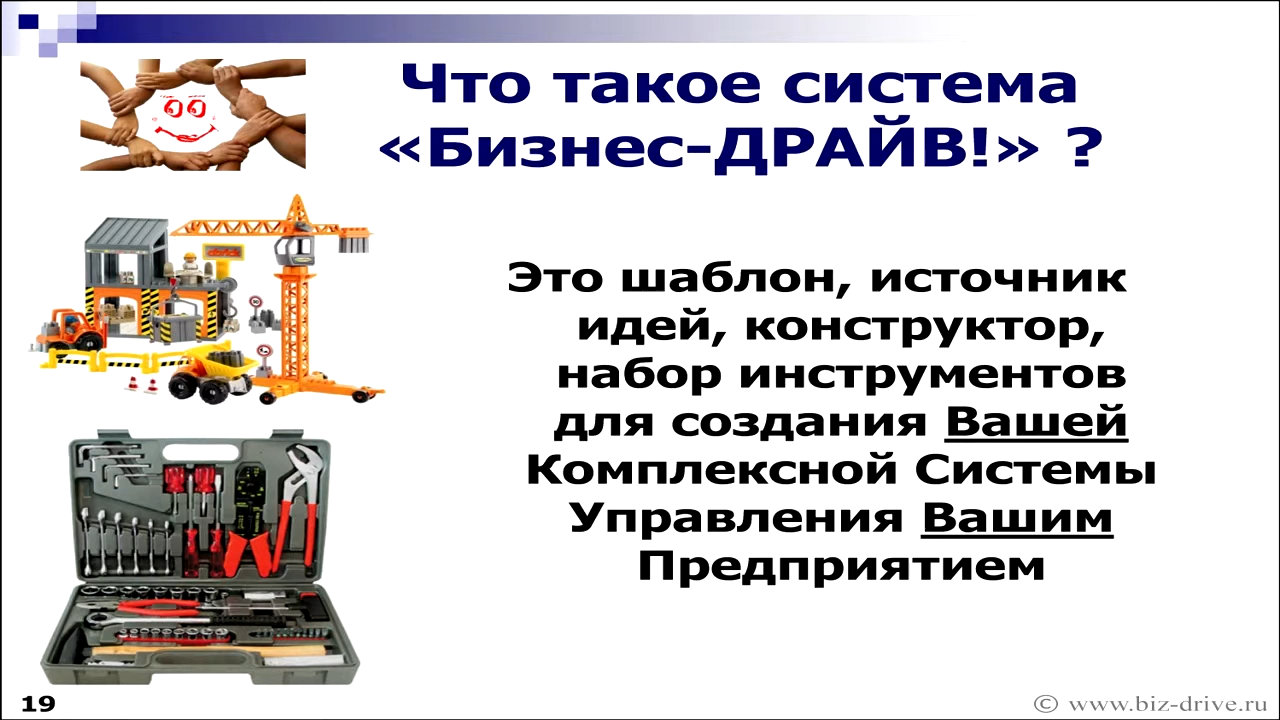 Что такое система
«Бизнес-ДРАЙВ!» ?
Это шаблон, источник
идей, конструктор,
набор инструментов
для создания Вашей
Комплексной Системы
Управления Вашим
Предприятием
19
© www.biz-drive.ru